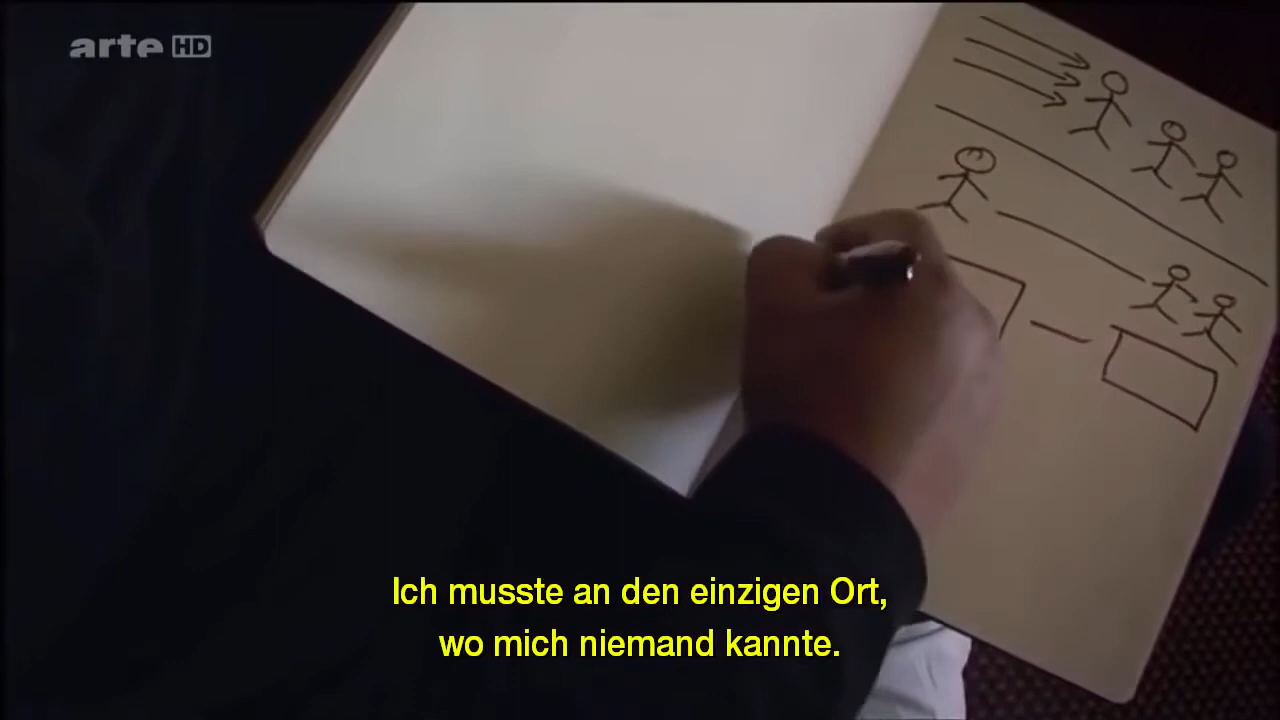 arte HD
Ich musste an den einzigen Ort,
wo mich niemand kannte.